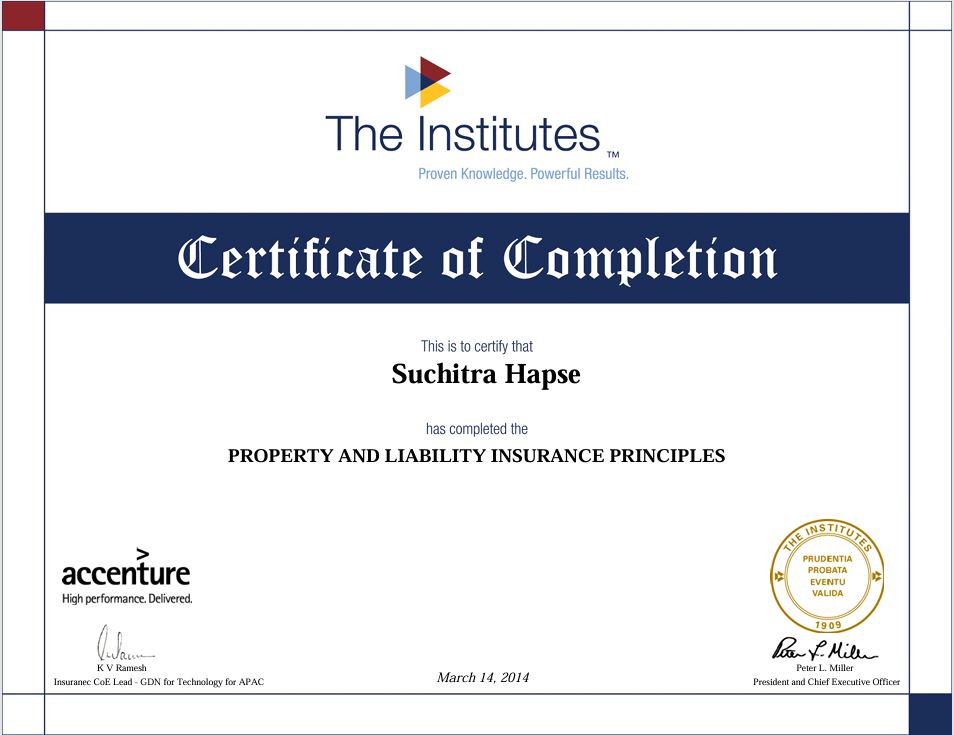 The Institutes™
Proven Knowledge. Powerful Results.
Certificate of Completion
This is to certify that
Suchitra Hapse
has completed the
PROPERTY AND LIABILITY INSURANCE PRINCIPLES
>
accenture
High performance. Delivered.
K V Ramesh
Insuranec CoE Lead - GDN for Technology for APAC
March 14, 2014
THE INSTITUTES
PRUDENTIA
PROBATA
EVENTU
VALIDA
1909
Peter L. Miller
Peter L. Miller
President and Chief Executive Officer